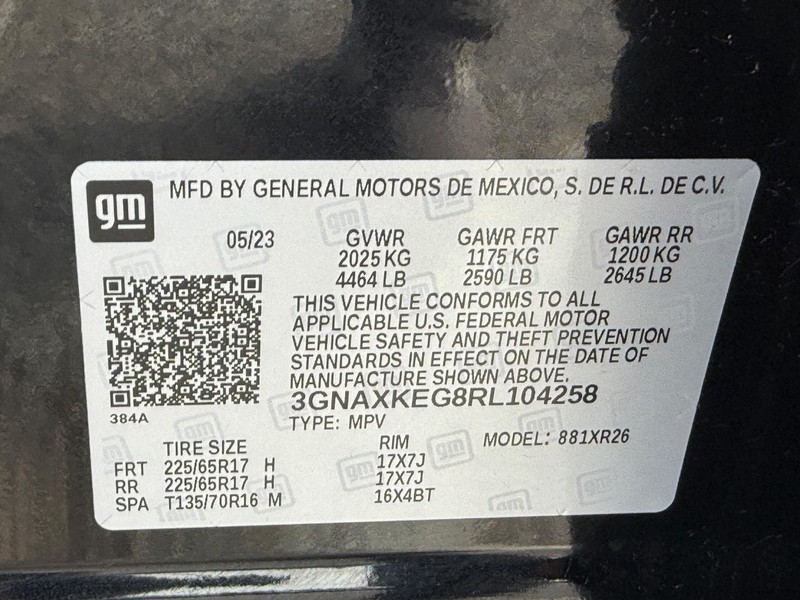 gm MFD BY GENERAL MOTORS DE MEXICO, S. DE R.L. DE C.V.
05/23 GVWR GAWR FRT GAWR RR
2025 KG 1175 KG 1200 KG
4464 LB 2590 LB 2645 LB
THIS VEHICLE CONFORMS TO ALL
APPLICABLE U.S. FEDERAL MOTOR
VEHICLE SAFETY AND THEFT PREVENTION
STANDARDS IN EFFECT ON THE DATE OF
MANUFACTURE SHOWN ABOVE.
3GNAXKEG8RL104258
384A
TYPE: MPV
MODEL: 881XR26
TIRE SIZE RIM
FRT 225/65R17 H 17X7J
RR 225/65R17 H 17X7J
SPA T135/70R16 M 16X4BT